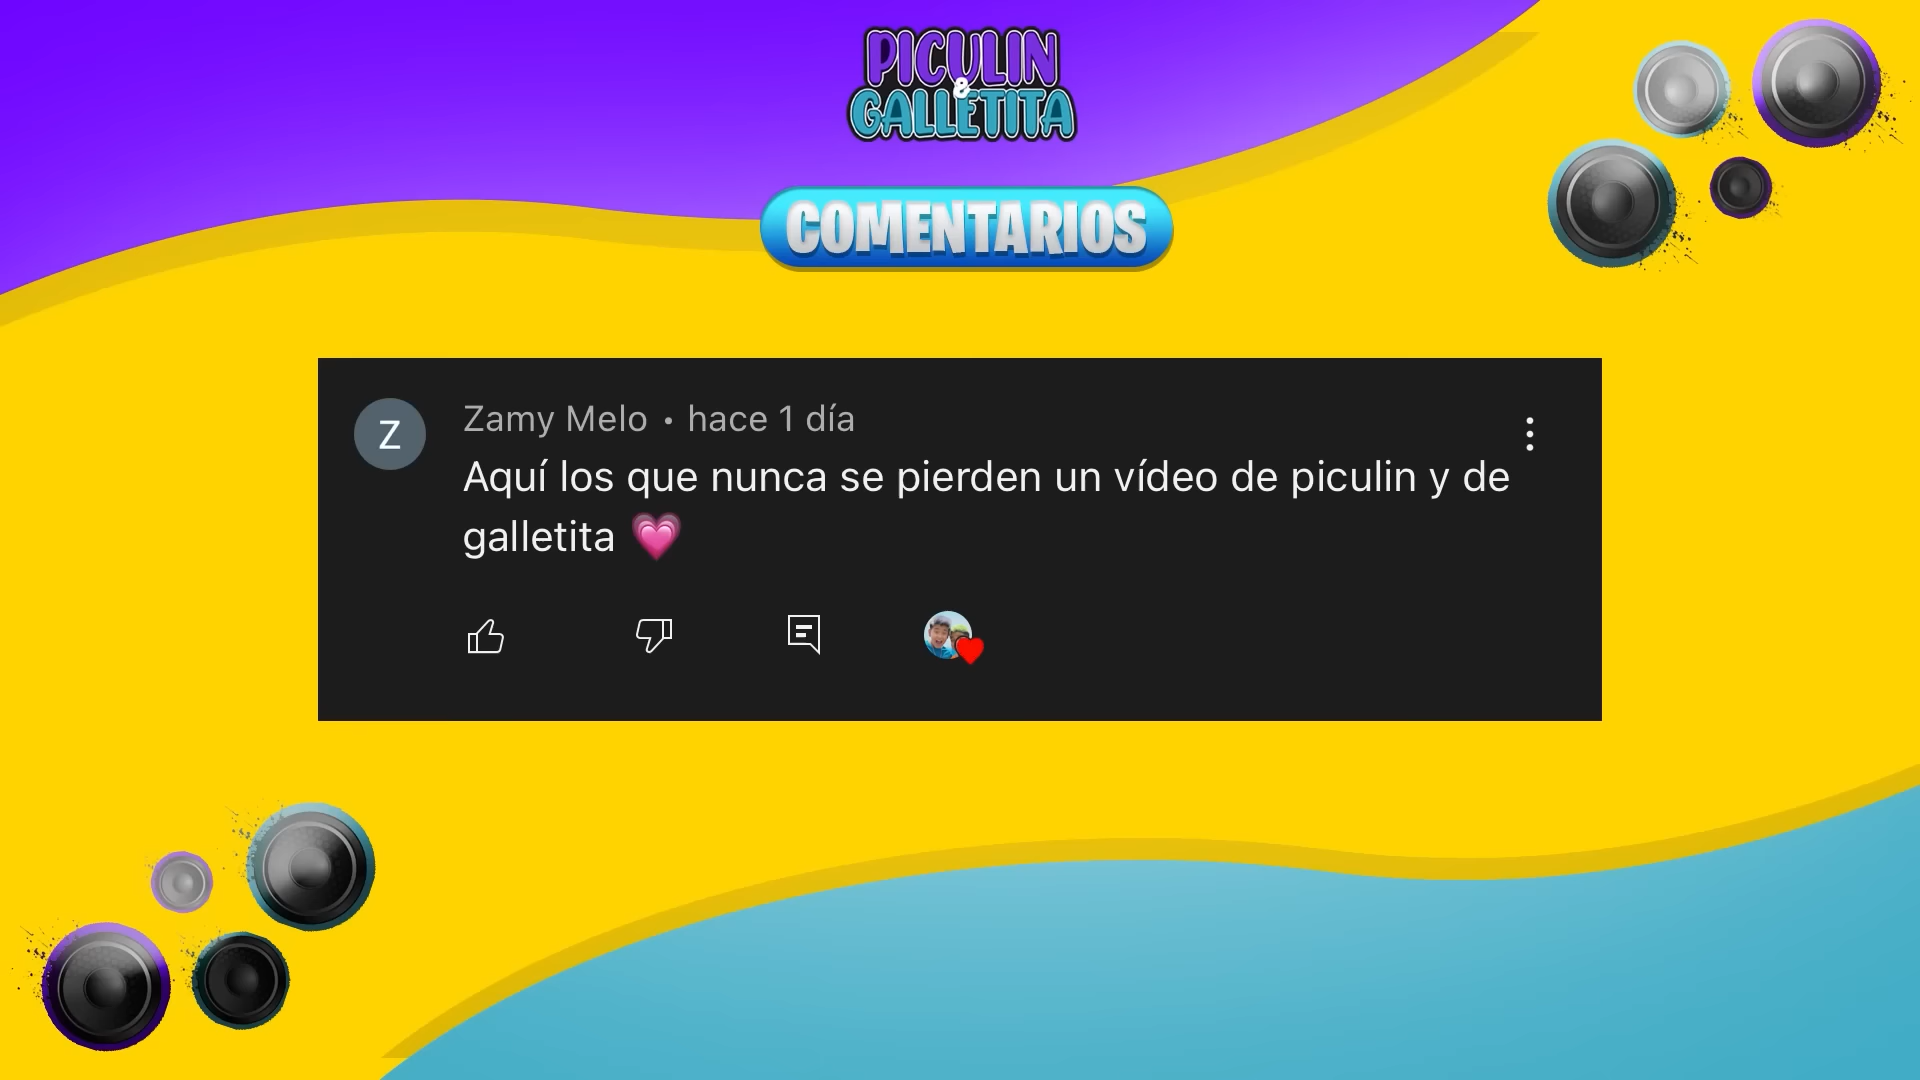 PICULIN
&
GALLETITA
COMENTARIOS
Z
Zamy Melo • hace 1 día
Aquí los que nunca se pierden un vídeo de piculin y de
galletita 💗